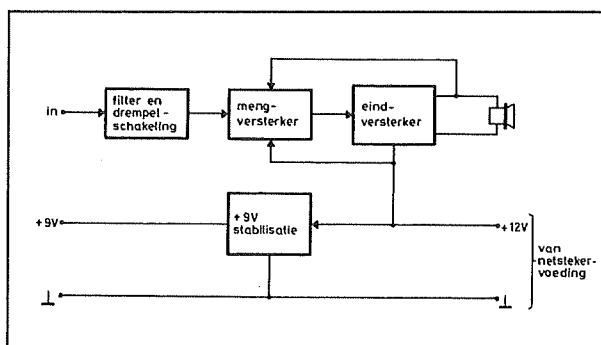 in
filter en
drempel-
schakeling
meng-
versterker
eind-
versterker
+9V
+9V
stabilisatie
+12V
van
netsteker-
voeding